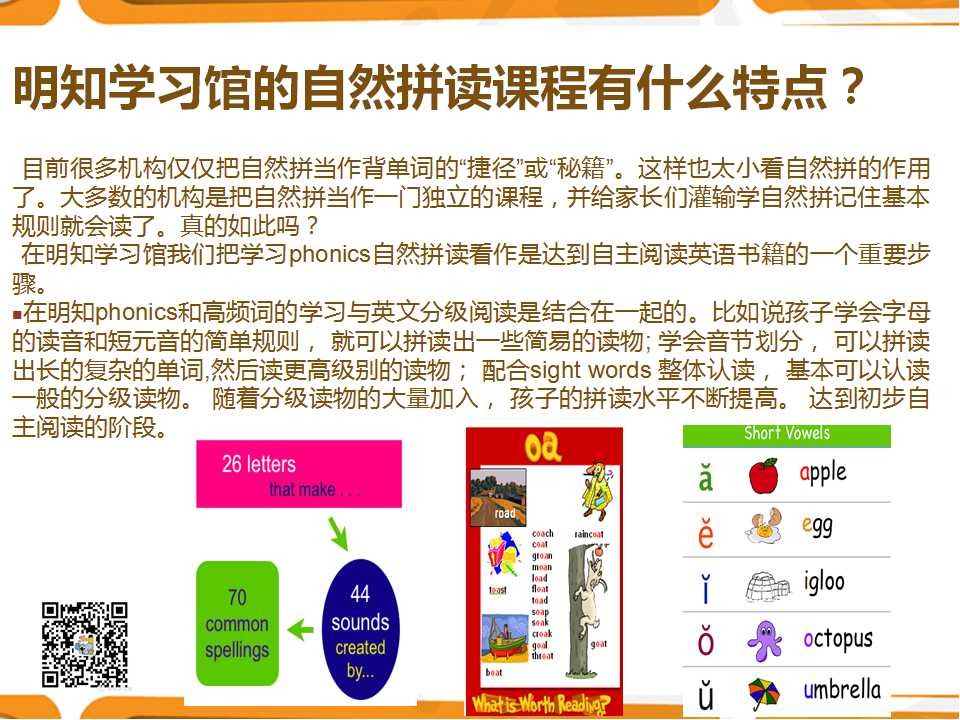 明知学习馆的自然拼读课程有什么特点？
目前很多机构仅仅把自然拼当作背单词的“捷径”或“秘籍”。这样也太小看自然拼的作用
了。大多数的机构是把自然拼当作一门独立的课程，并给家长们灌输学自然拼记住基本
规则就会读了。真的如此吗？
在明知学习馆我们把学习phonics自然拼读看作是达到自主阅读英语书籍的一个重要步
骤。
■在明知phonics和高频词的学习与英文分级阅读是结合在一起的。比如说孩子学会字母
的读音和短元音的简单规则， 就可以拼读出一些简易的读物; 学会音节划分， 可以拼读
出长的复杂的单词,然后读更高级别的读物； 配合sight words 整体认读， 基本可以认读
一般的分级读物。 随着分级读物的大量加入， 孩子的拼读水平不断提高。 达到初步自
主阅读的阶段。
26 letters
that make . . .
44
sounds
created
by...
70
common
spellings
oa
road
toast
boat
coach
coat
groan
moan
load
float
toad
soap
soak
croak
goal
throat
raincoat
goat
What is Worth Reading?
Short Vowels
ă apple
ĕ egg
ĭ igloo
ŏ octopus
ŭ umbrella